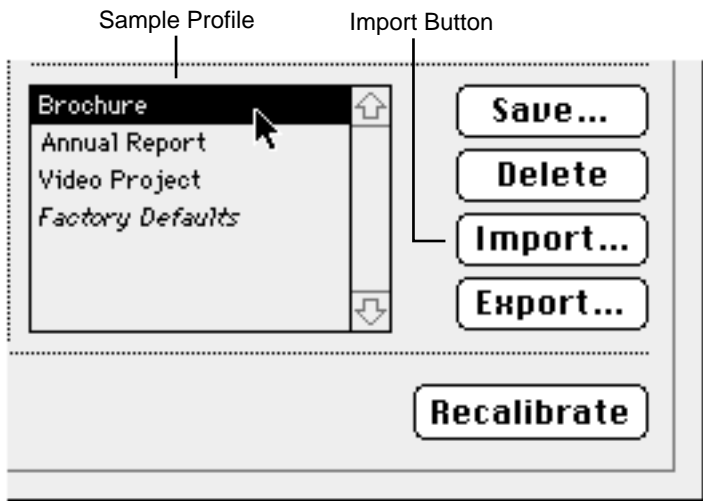 Sample Profile
Import Button
Brochure
Annual Report
Video Project
Factory Defaults
Save...
Delete
Import...
Export...
Recalibrate